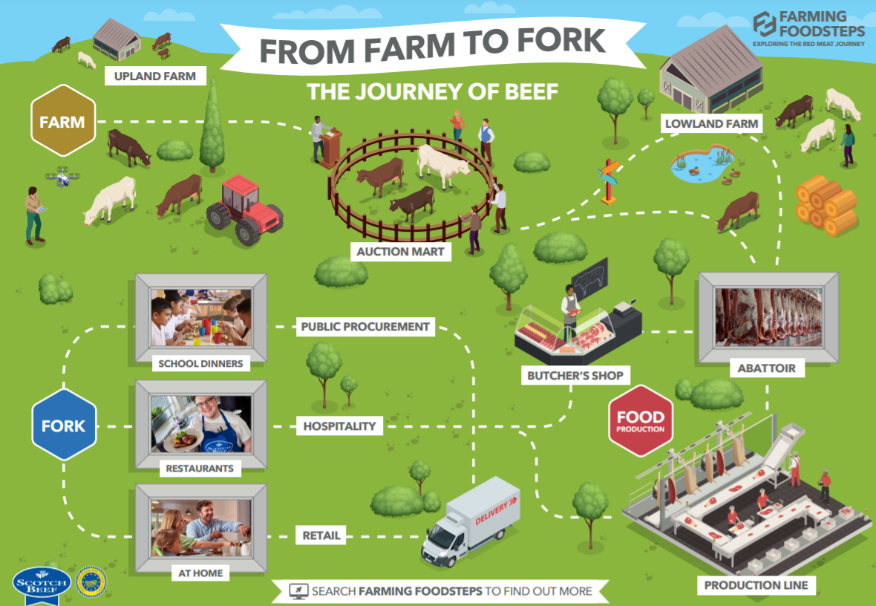 FARMING
FOODSTEPS
EXPLORING THE RED MEAT JOURNEY
FROM FARM TO FORK
THE JOURNEY OF BEEF
UPLAND FARM
FARM
LOWLAND FARM
AUCTION MART
SCHOOL DINNERS
PUBLIC PROCUREMENT
BUTCHER'S SHOP
ABATTOIR
FORK
RESTAURANTS
HOSPITALITY
FOOD
PRODUCTION
SCOTCH
BEEF
AT HOME
RETAIL
DELIVERY
PRODUCTION LINE
SCOTCH
BEEF
SEARCH FARMING FOODSTEPS TO FIND OUT MORE